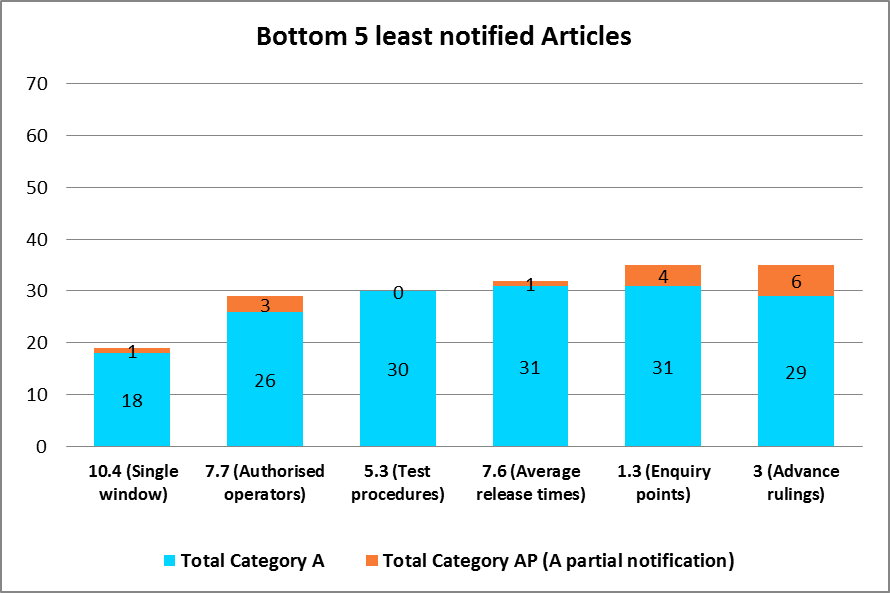 Bottom 5 least notified Articles
70
60
50
40
30
20
10
0
1
3
0
1
4
6
18
26
30
31
31
29
10.4 (Single window)
7.7 (Authorised operators)
5.3 (Test procedures)
7.6 (Average release times)
1.3 (Enquiry points)
3 (Advance rulings)
Total Category A
Total Category AP (A partial notification)